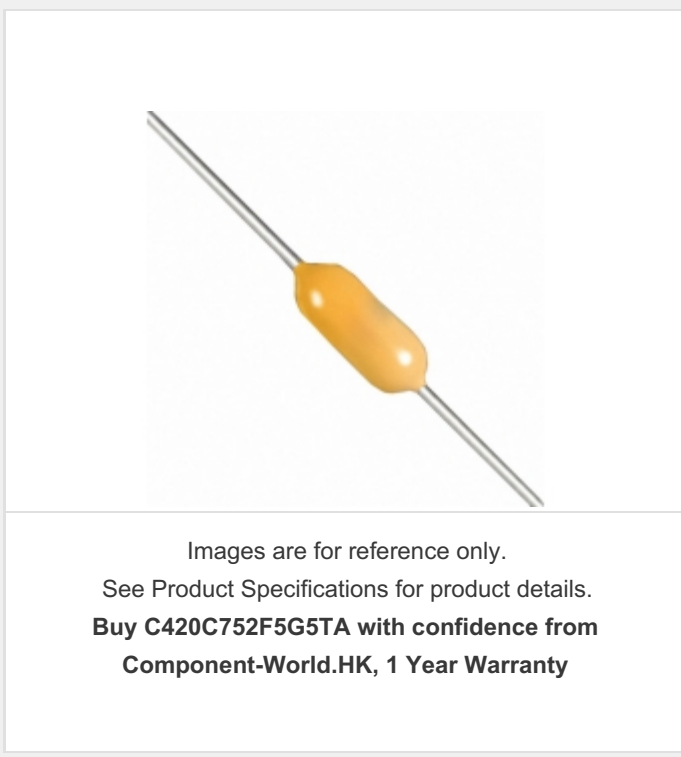 Images are for reference only.
See Product Specifications for product details.
Buy C420C752F5G5TA with confidence from
Component-World.HK, 1 Year Warranty